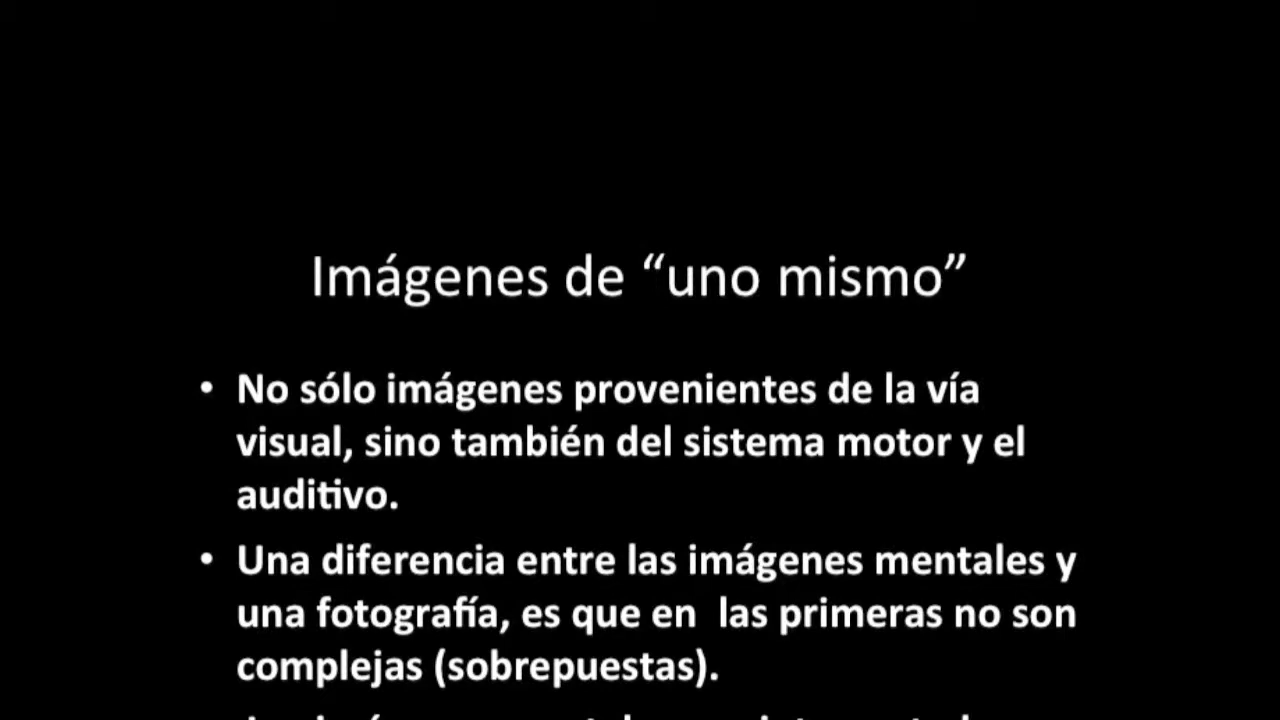 Imágenes de “uno mismo”
• No sólo imágenes provenientes de la vía
visual, sino también del sistema motor y el
auditivo.
• Una diferencia entre las imágenes mentales y
una fotografía, es que en  las primeras no son
complejas (sobrepuestas).